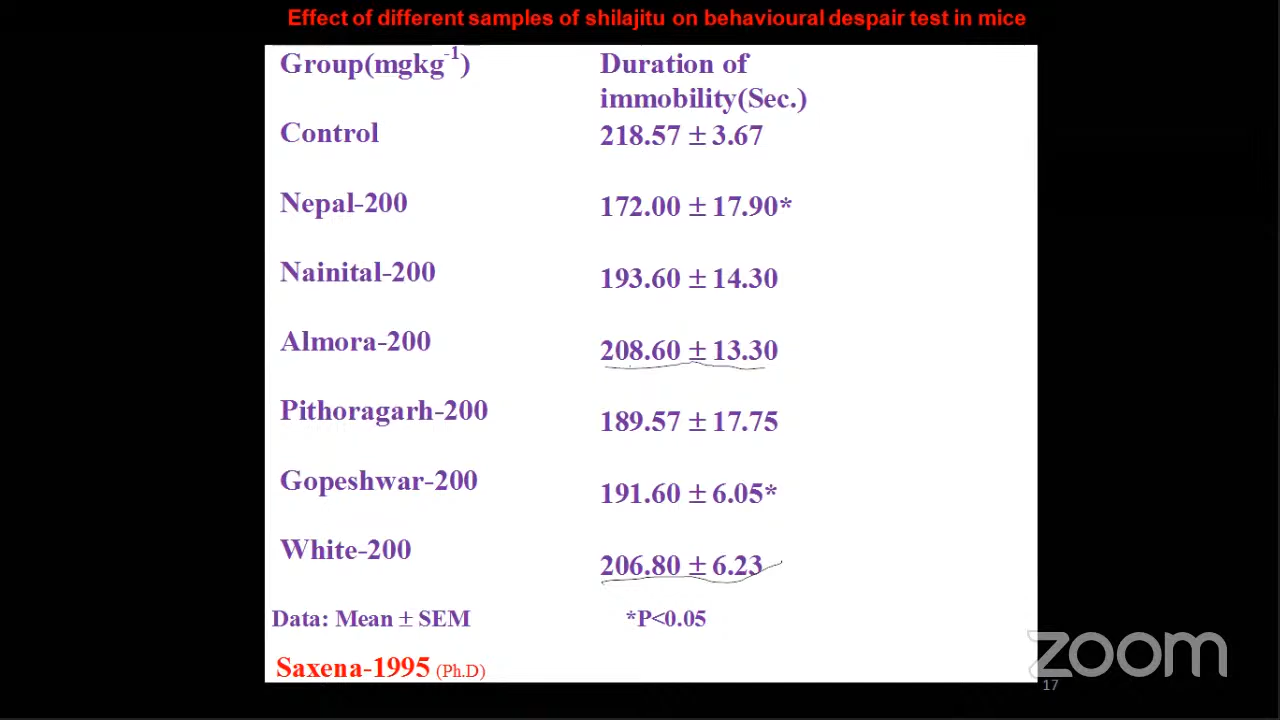 Effect of different samples of shilajitu on behavioural despair test in mice
Group(mgkg-1) Duration of immobility(Sec.)
Control 218.57 ± 3.67
Nepal-200 172.00 ± 17.90*
Nainital-200 193.60 ± 14.30
Almora-200 208.60 ± 13.30
Pithoragarh-200 189.57 ± 17.75
Gopeshwar-200 191.60 ± 6.05*
White-200 206.80 ± 6.23
Data: Mean ± SEM *P<0.05
Saxena-1995 (Ph.D)
zoom
17